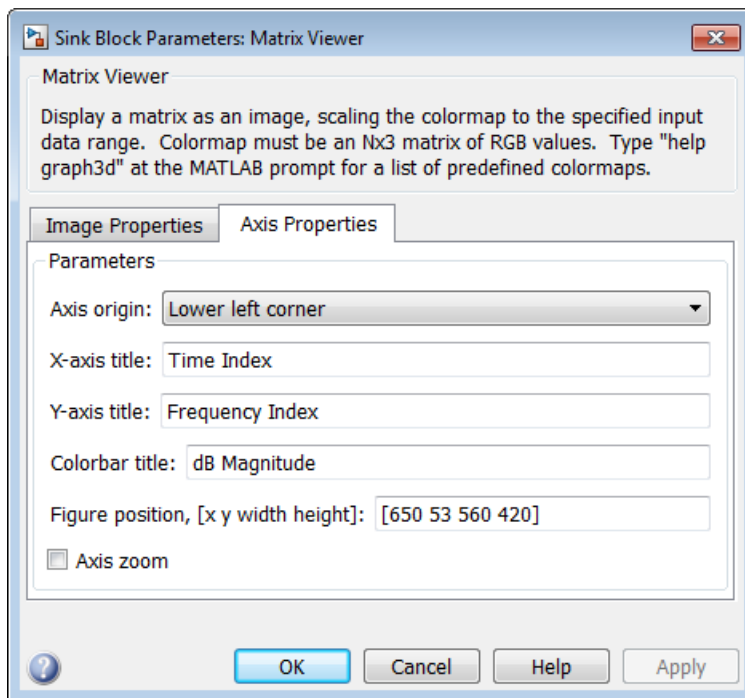 Sink Block Parameters: Matrix Viewer
Matrix Viewer
Display a matrix as an image, scaling the colormap to the specified input
data range.  Colormap must be an Nx3 matrix of RGB values.  Type "help
graph3d" at the MATLAB prompt for a list of predefined colormaps.
Image Properties
Axis Properties
Parameters
Axis origin: Lower left corner
X-axis title: Time Index
Y-axis title: Frequency Index
Colorbar title: dB Magnitude
Figure position, [x y width height]: [650 53 560 420]
Axis zoom
? OK Cancel Help Apply